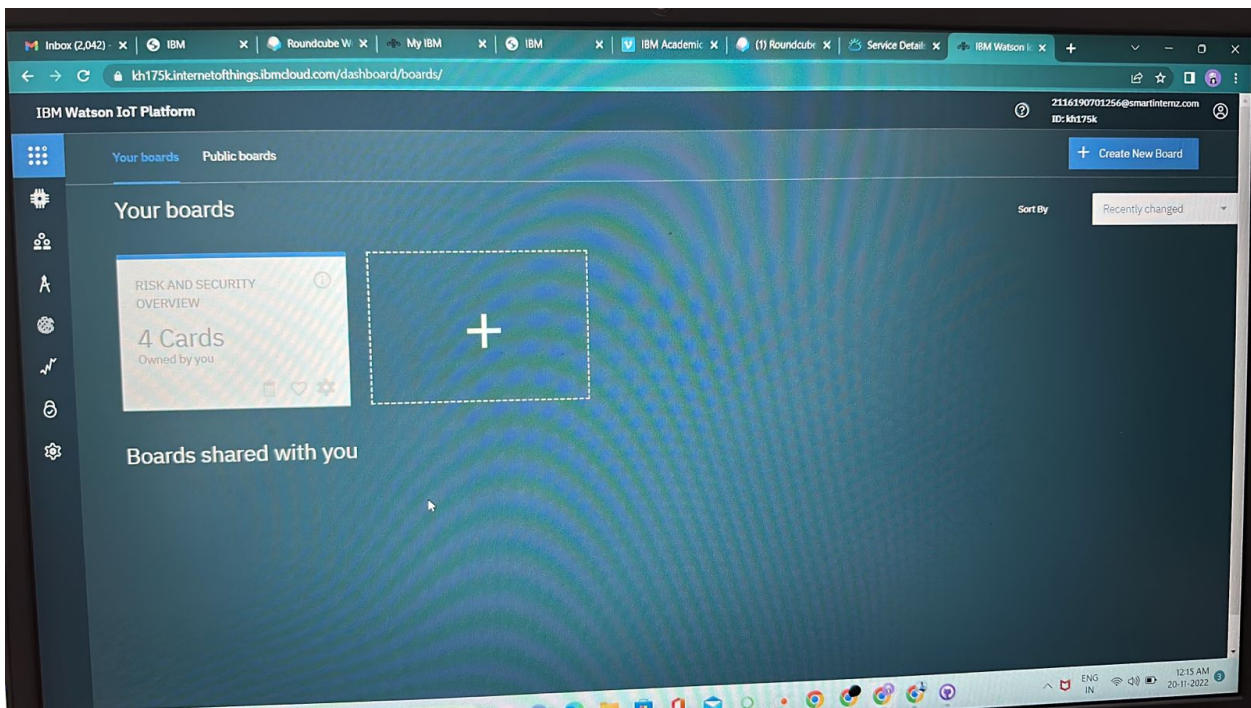 Inbox (2,042) -
IBM
Roundcube W
My IBM
IBM
IBM Academic
(1) Roundcube
Service Detail
IBM Watson Io
kh175k.internetofthings.ibmcloud.com/dashboard/boards/
IBM Watson IoT Platform
2116190701256@smartinternz.com
ID: kh175k
Your boards Public boards
+ Create New Board
Your boards
Sort By
Recently changed
RISK AND SECURITY
OVERVIEW
4 Cards
Owned by you
Boards shared with you
ENG
IN
12:15 AM
20-11-2022
3